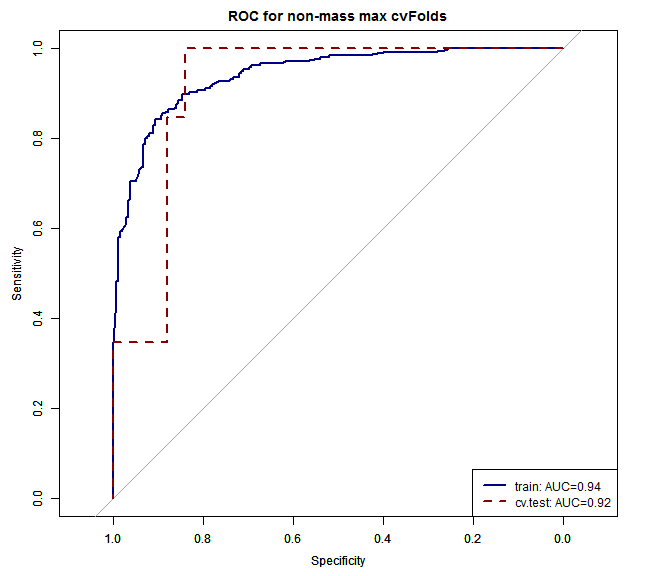 ROC for non-mass max cvFolds
Sensitivity
1.0
0.8
0.6
0.4
0.2
0.0
1.0 0.8 0.6 0.4 0.2 0.0
Specificity
train: AUC=0.94
cv.test: AUC=0.92